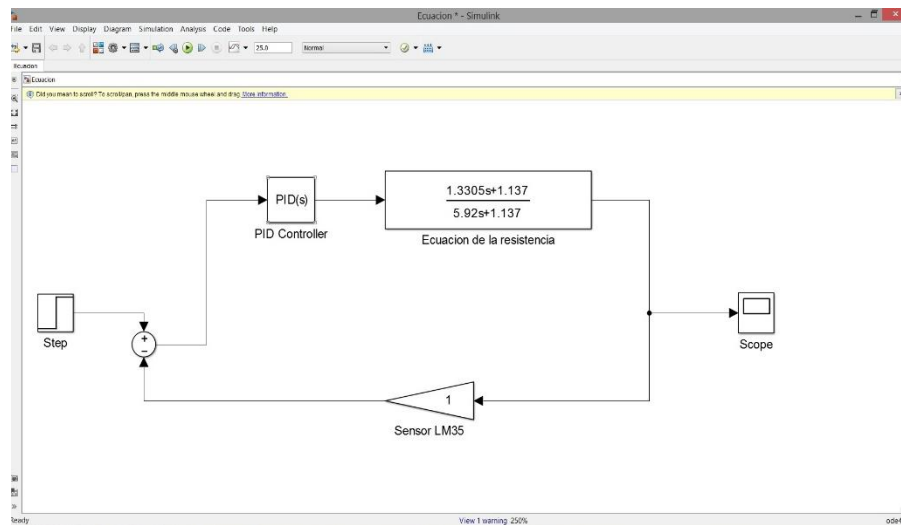 Ecuacion * - Simulink
File Edit View Display Diagram Simulation Analysis Code Tools Help
25.0 Normal
Ecuacion
Ecuacion
Did you mean to scroll? To scroll/pan, press the middle mouse wheel and drag. More information.
PID(s)
PID Controller
1.3305s+1.137
5.92s+1.137
Ecuacion de la resistencia
Step
+
−
Scope
1
Sensor LM35
Ready
View 1 warning 250%